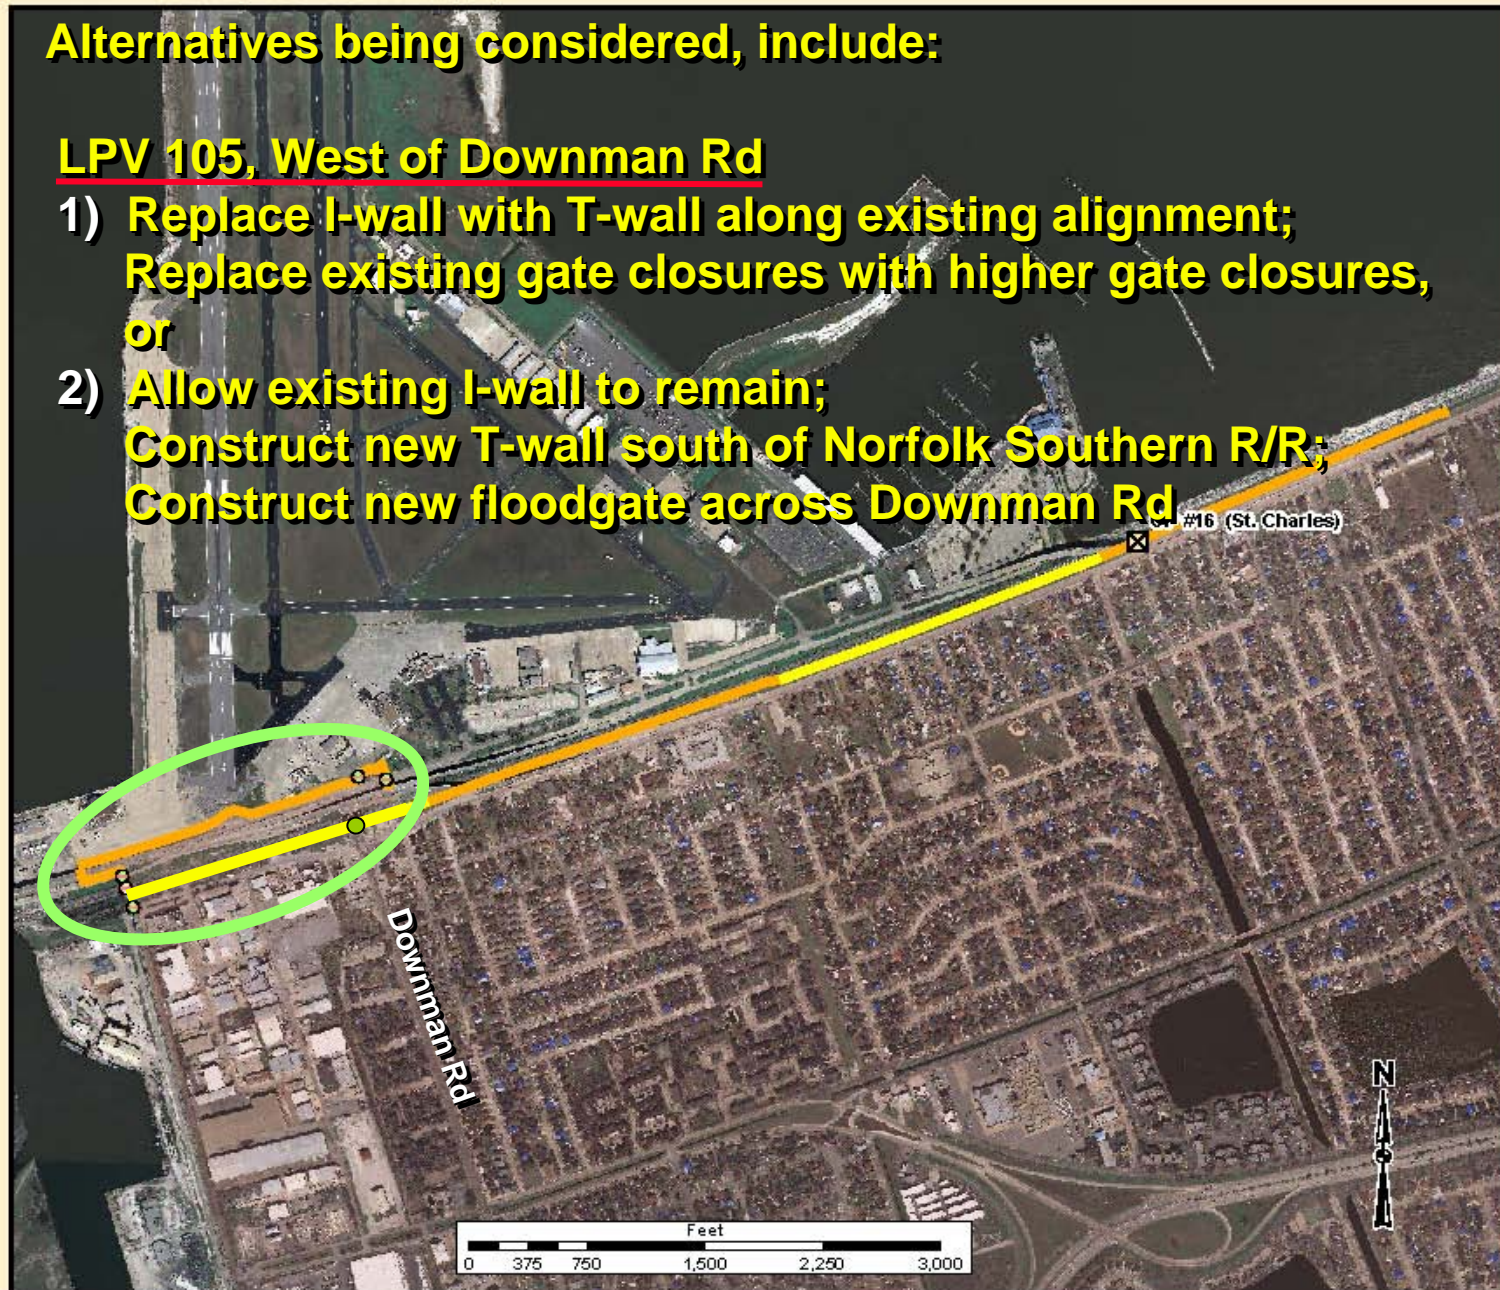 Alternatives being considered, include:
LPV 105, West of Downman Rd
1) Replace I-wall with T-wall along existing alignment;
Replace existing gate closures with higher gate closures,
or
2) Allow existing I-wall to remain;
Construct new T-wall south of Norfolk Southern R/R;
Construct new floodgate across Downman Rd
#16 (St. Charles)
Downman Rd
N
Feet
0 375 750 1,500 2,250 3,000